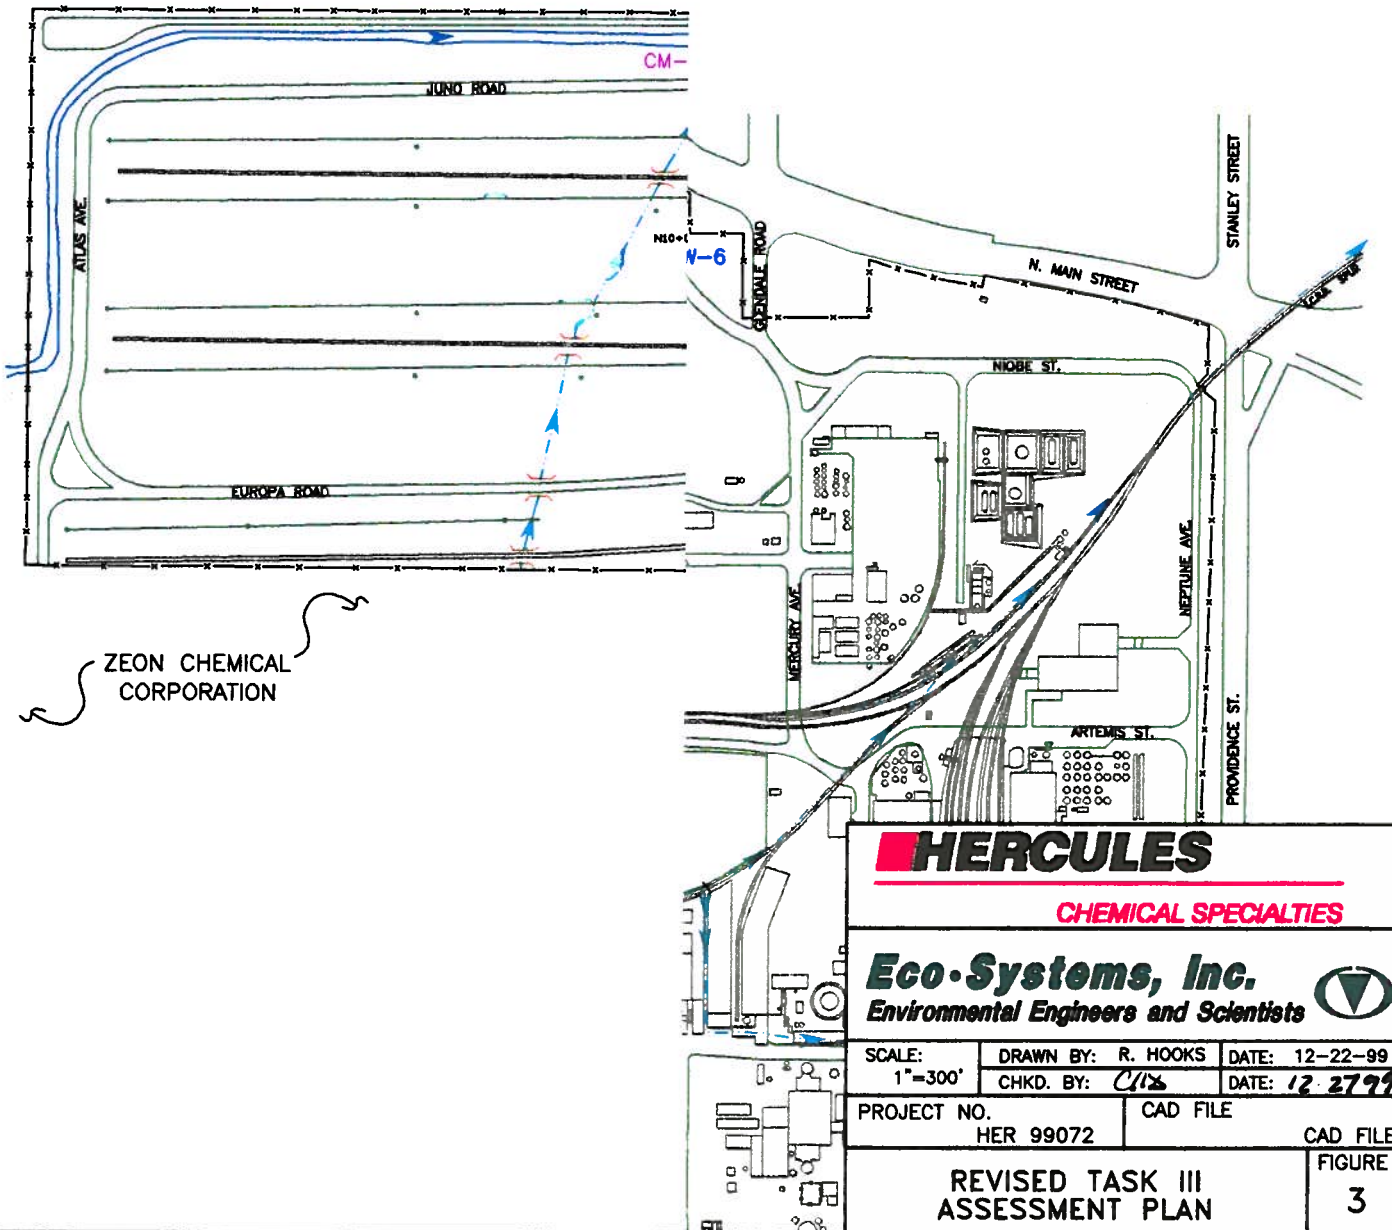 CM-
JUNO ROAD
ATLAS AVE.
N10+
W-6
GLENDALE ROAD
STANLEY STREET
N. MAIN STREET
NIOBE ST.
EUROPA ROAD
MERCURY AVE.
NEPTUNE AVE.
PROVIDENCE ST.
ARTEMIS ST.
ZEON CHEMICAL
CORPORATION
HERCULES
CHEMICAL SPECIALTIES
Eco-Systems, Inc.
Environmental Engineers and Scientists
SCALE:
1"=300'
DRAWN BY: R. HOOKS
DATE: 12-22-99
CHKD. BY:
DATE: 12.2799
PROJECT NO.
HER 99072
CAD FILE
CAD FILE
REVISED TASK III
ASSESSMENT PLAN
FIGURE
3